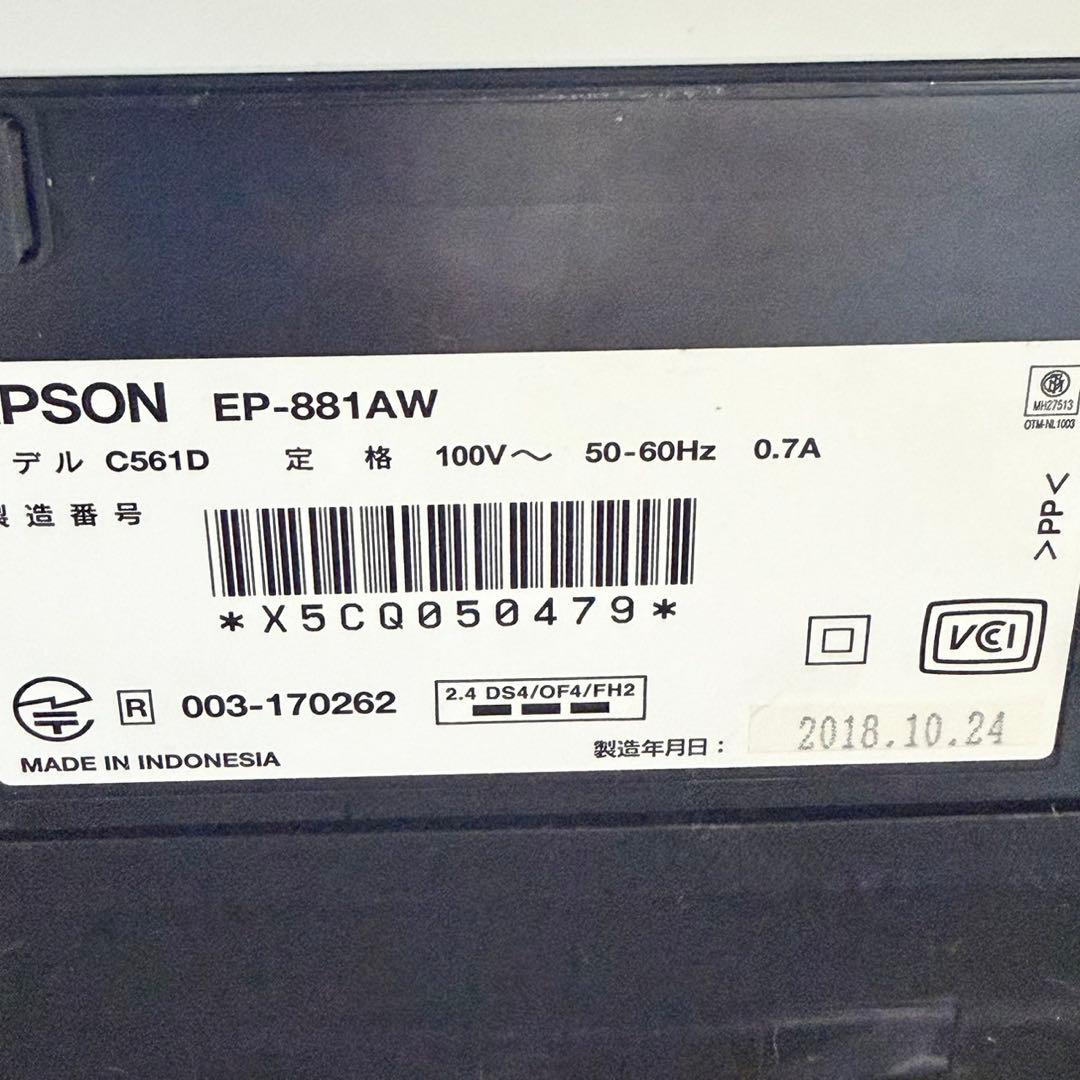 EPSON EP-881AW
デル C561D 定格 100V～ 50-60Hz 0.7A
製造番号
*X5CQ050479*
R 003-170262
2.4 DS4/OF4/FH2
MADE IN INDONESIA
製造年月日：2018.10.24
VCCI
MH27513
OTM-NL1003
>PP<